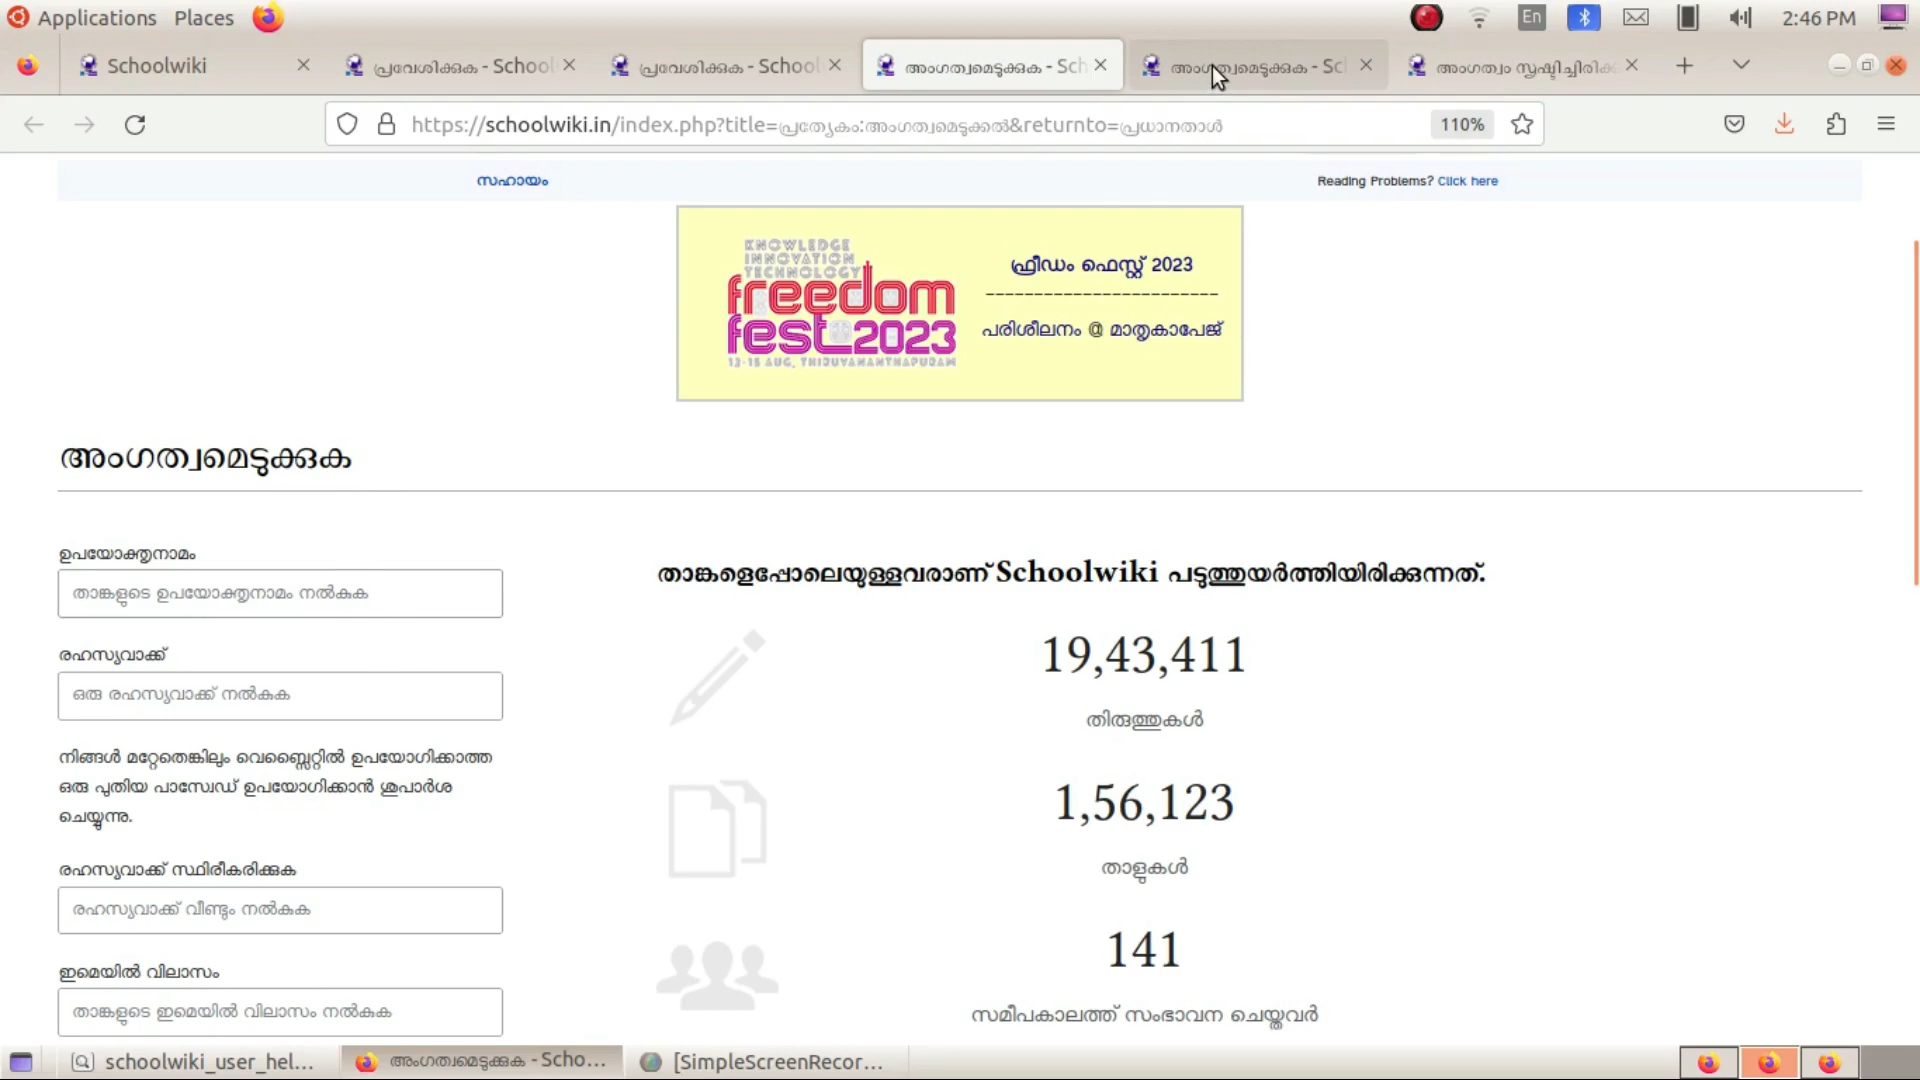 Applications Places
En
2:46 PM
Schoolwiki
പ്രവേശിക്കുക - School
പ്രവേശിക്കുക - School
അംഗത്വമെടുക്കുക - Sch
അംഗത്വമെടുക്കുക - Sc
അംഗത്വം സൃഷ്ടിച്ചിരിക്ക
https://schoolwiki.in/index.php?title=പ്രത്യേകം:അംഗത്വമെടുക്കൽ&returnto=പ്രധാനതാൾ
110%
സഹായം
Reading Problems? Click here
KNOWLEDGE
INNOVATION
TECHNOLOGY
freedom
fest 2023
12-15 AUG, THIRUVANANTHAPURAM
ഫ്രീഡം ഫെസ്റ്റ് 2023
------------------------
പരിശീലനം @ മാതൃകാപേജ്
അംഗത്വമെടുക്കുക
ഉപയോക്തൃനാമം
താങ്കളുടെ ഉപയോക്തൃനാമം നൽകുക
രഹസ്യവാക്ക്
ഒരു രഹസ്യവാക്ക് നൽകുക
നിങ്ങൾ മറ്റേതെങ്കിലും വെബ്സൈറ്റിൽ ഉപയോഗിക്കാത്ത
ഒരു പുതിയ പാസ്വേഡ് ഉപയോഗിക്കാൻ ശുപാർശ
ചെയ്യുന്നു.
രഹസ്യവാക്ക് സ്ഥിരീകരിക്കുക
രഹസ്യവാക്ക് വീണ്ടും നൽകുക
ഇമെയിൽ വിലാസം
താങ്കളുടെ ഇമെയിൽ വിലാസം നൽകുക
താങ്കളെപ്പോലെയുള്ളവരാണ് Schoolwiki പടുത്തുയർത്തിയിരിക്കുന്നത്.
19,43,411
തിരുത്തുകൾ
1,56,123
താളുകൾ
141
സമീപകാലത്ത് സംഭാവന ചെയ്തവർ
schoolwiki_user_hel...
അംഗത്വമെടുക്കുക - Scho...
[SimpleScreenRecor...